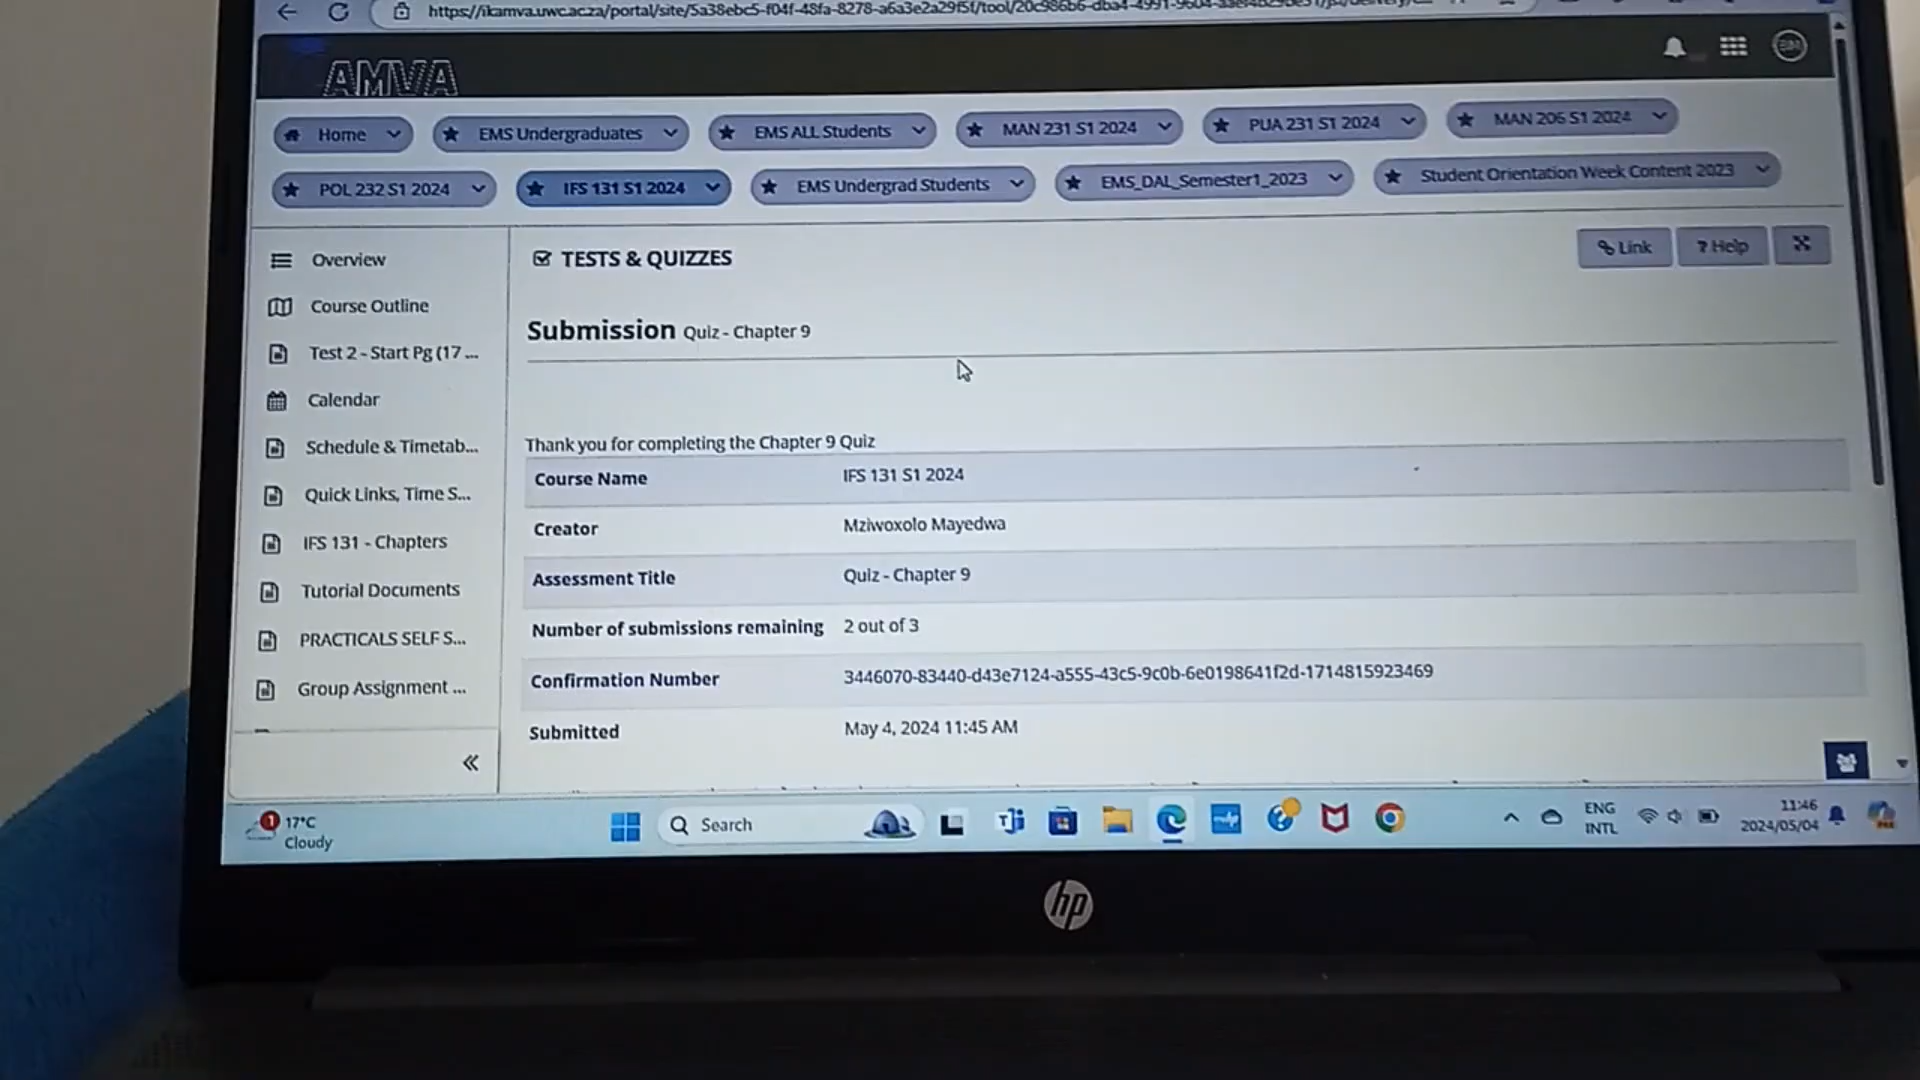 AMVA
Home
EMS Undergraduates
EMS ALL Students
MAN 231 S1 2024
PUA 231 S1 2024
MAN 206 S1 2024
POL 232 S1 2024
IFS 131 S1 2024
EMS Undergrad Students
EMS_DAL_Semester1_2023
Student Orientation Week Content 2023
Overview
Course Outline
Test 2 - Start Pg (17 ...
Calendar
Schedule & Timetab...
Quick Links, Time S...
IFS 131 - Chapters
Tutorial Documents
PRACTICALS SELF S...
Group Assignment ...
TESTS & QUIZZES
Link
? Help
Submission Quiz - Chapter 9
Thank you for completing the Chapter 9 Quiz
Course Name IFS 131 S1 2024
Creator Mziwoxolo Mayedwa
Assessment Title Quiz - Chapter 9
Number of submissions remaining 2 out of 3
Confirmation Number 3446070-83440-d43e7124-a555-43c5-9c0b-6e0198641f2d-1714815923469
Submitted May 4, 2024 11:45 AM
«
1
17°C
Cloudy
Search
ENG
INTL
11:46
2024/05/04
hp